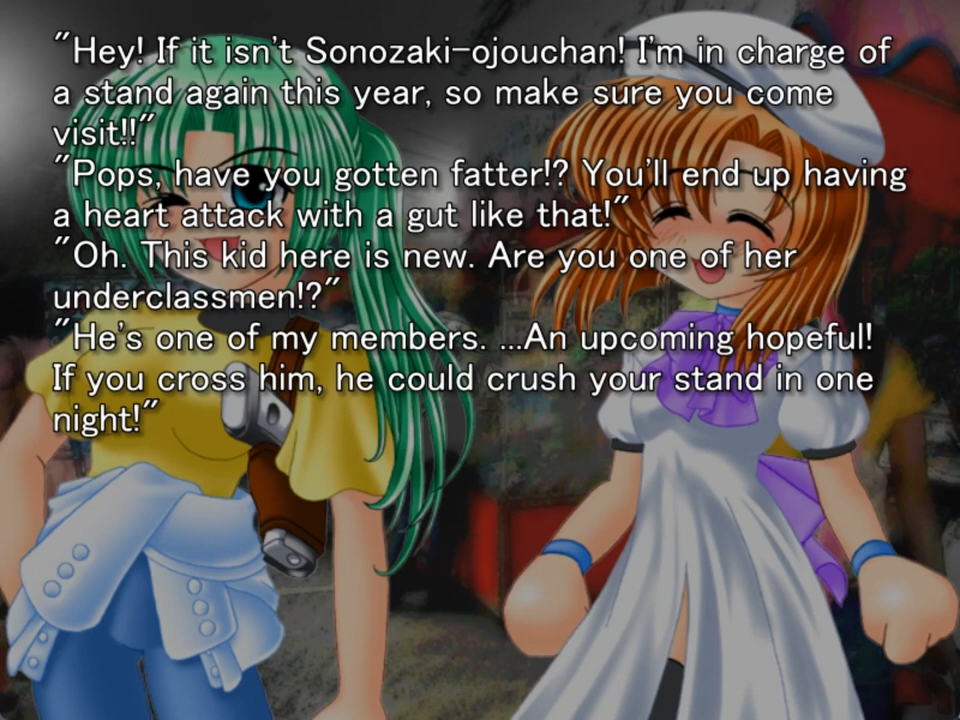 "Hey! If it isn't Sonozaki-ojouchan! I'm in charge of
a stand again this year, so make sure you come
visit!!"
"Pops, have you gotten fatter!? You'll end up having
a heart attack with a gut like that!"
"Oh. This kid here is new. Are you one of her
underclassmen!?"
"He's one of my members. ...An upcoming hopeful!
If you cross him, he could crush your stand in one
night!"